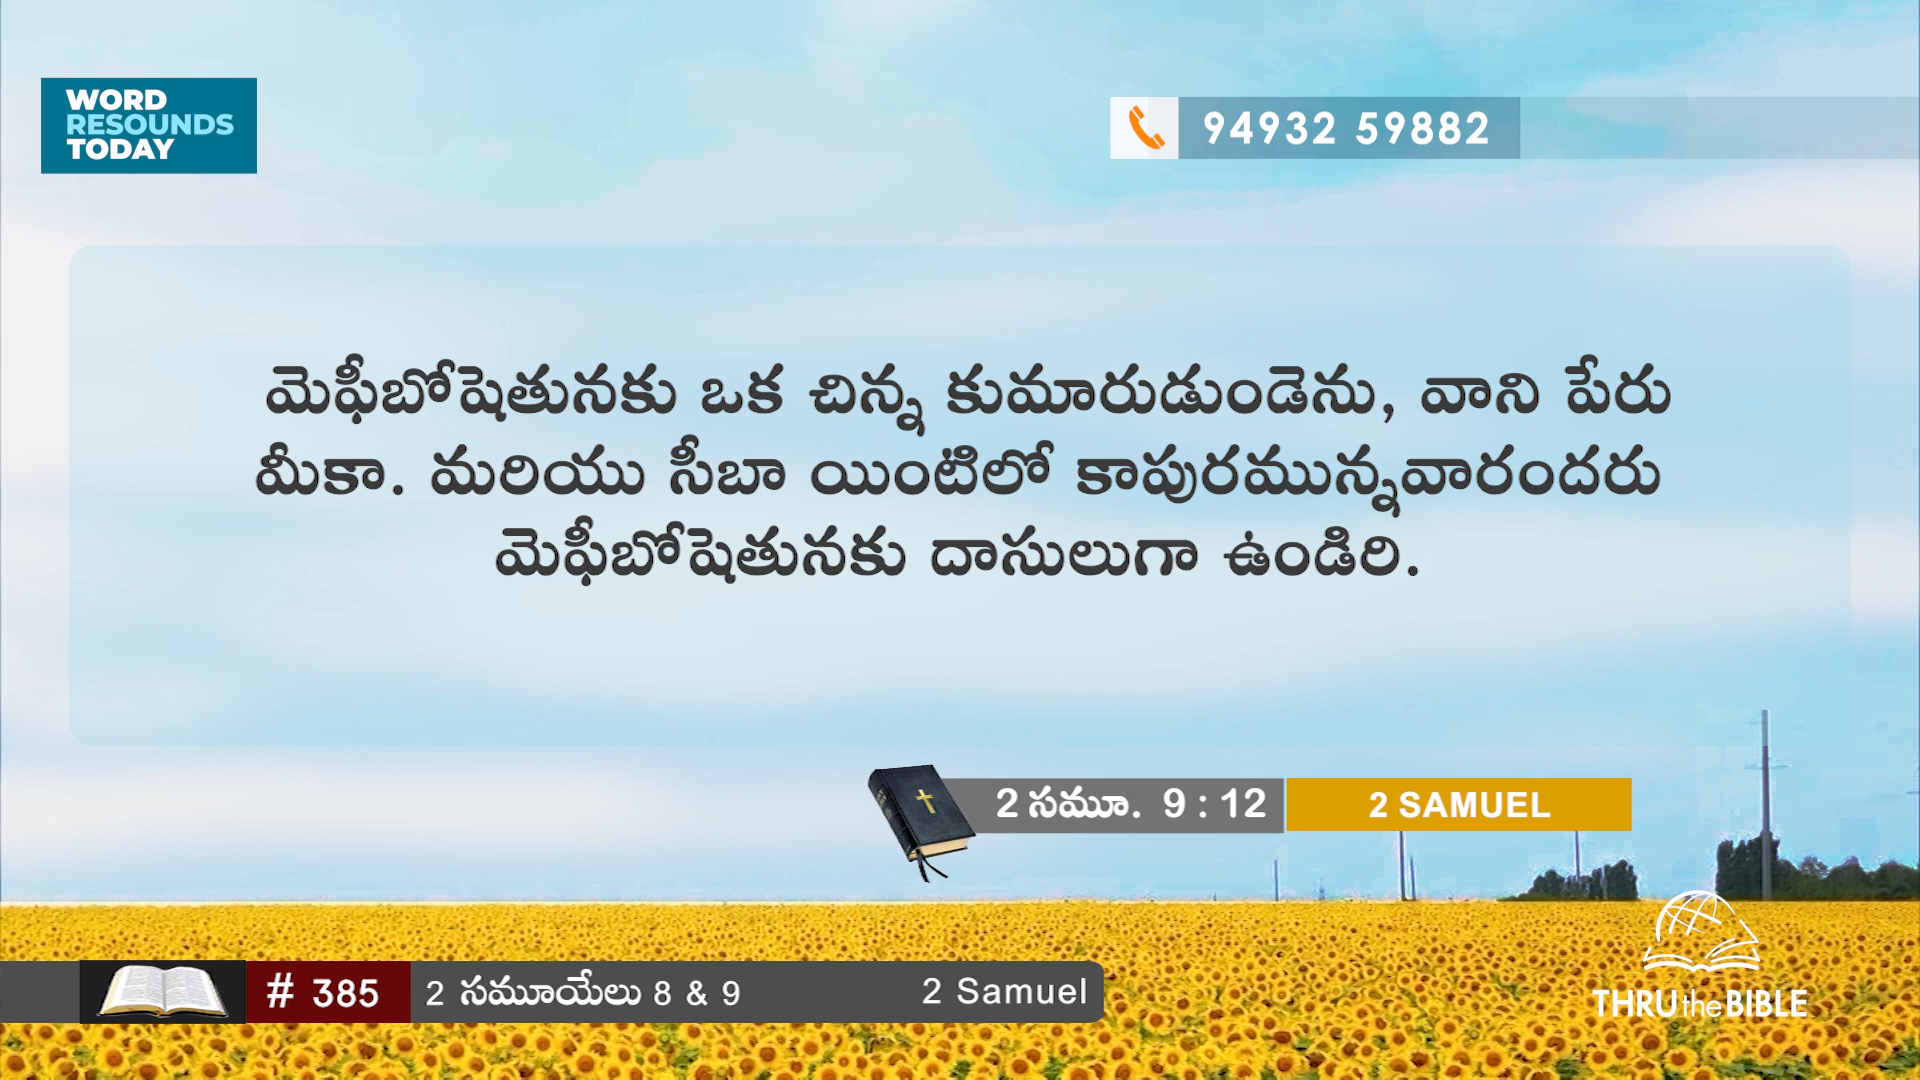 WORD
RESOUNDS
TODAY
94932 59882
మెఫీబోషెతునకు ఒక చిన్న కుమారుడుండెను, వాని పేరు
మీకా. మరియు సీబా యింటిలో కాపురమున్నవారందరు
మెఫీబోషెతునకు దాసులుగా ఉండిరి.
2 సమూ. 9 : 12
2 SAMUEL
# 385
2 సమూయేలు 8 & 9
2 Samuel
THRU the BIBLE